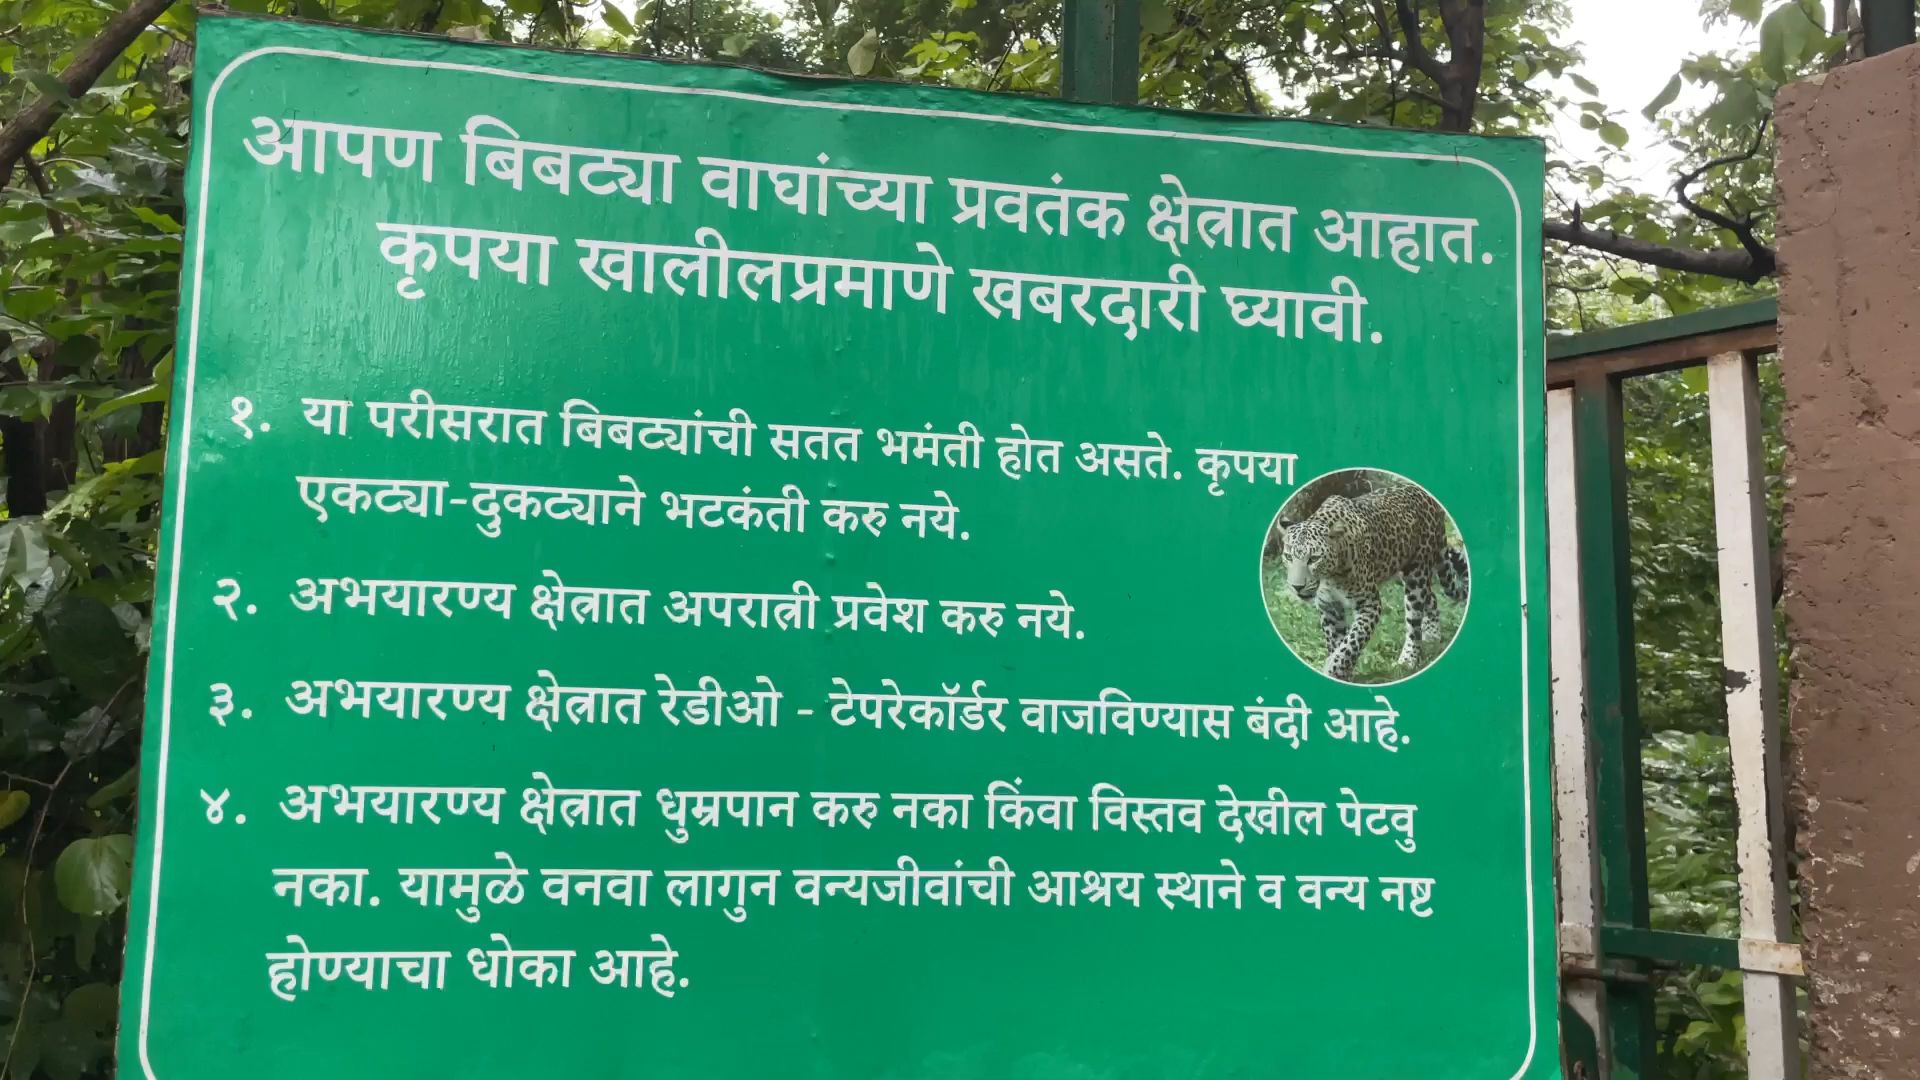 आपण बिबट्या वाघांच्या प्रवतंक क्षेत्रात आहात.
कृपया खालीलप्रमाणे खबरदारी घ्यावी.
१. या परीसरात बिबट्यांची सतत भमंती होत असते. कृपया
एकट्या-दुकट्याने भटकंती करु नये.
२. अभयारण्य क्षेत्रात अपरात्री प्रवेश करु नये.
३. अभयारण्य क्षेत्रात रेडीओ - टेपरेकॉर्डर वाजविण्यास बंदी आहे.
४. अभयारण्य क्षेत्रात धुम्रपान करु नका किंवा विस्तव देखील पेटवु
नका. यामुळे वनवा लागुन वन्यजीवांची आश्रय स्थाने व वन्य नष्ट
होण्याचा धोका आहे.